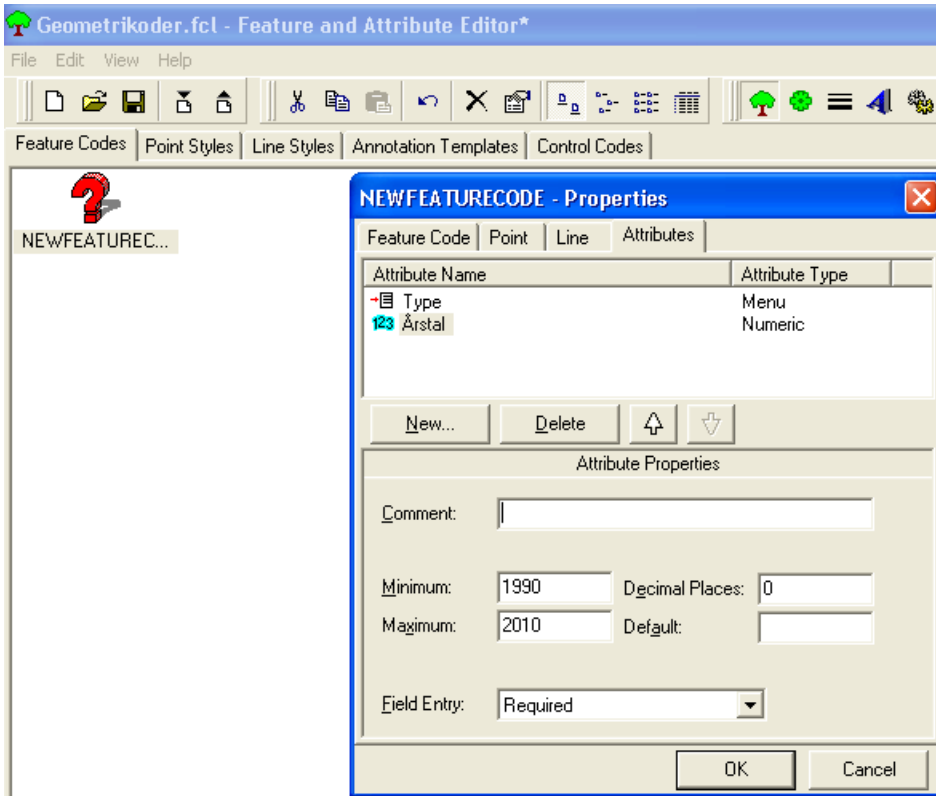 Geometrikoder.fcl - Feature and Attribute Editor*
File Edit View Help
Feature Codes Point Styles Line Styles Annotation Templates Control Codes
NEWFEATUREC...
NEWFEATURECODE - Properties
Feature Code Point Line Attributes
Attribute Name Attribute Type
Type Menu
123 Årstal Numeric
New... Delete
Attribute Properties
Comment:
Minimum: 1990 Decimal Places: 0
Maximum: 2010 Default:
Field Entry: Required
OK Cancel